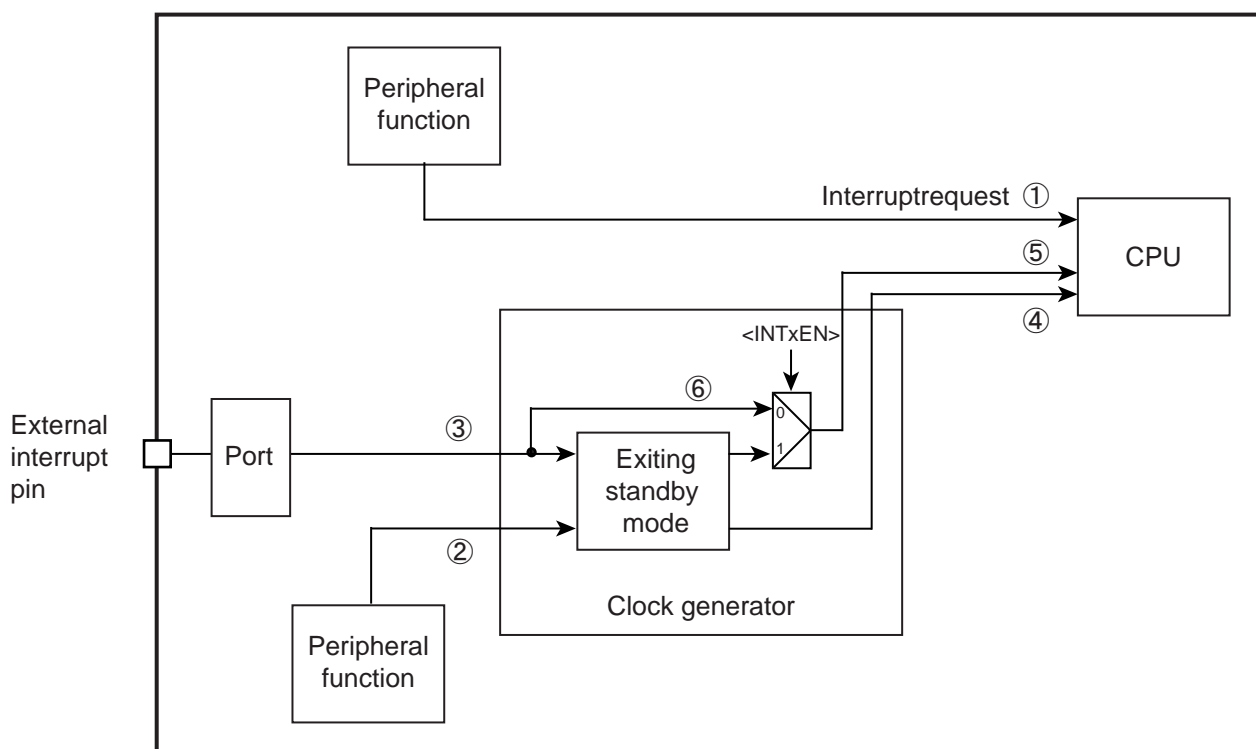 Peripheral
function
Interruptrequest ①
CPU
⑤
④
<INTxEN>
⑥
0
1
External
interrupt
pin
Port
③
Exiting
standby
mode
②
Clock generator
Peripheral
function